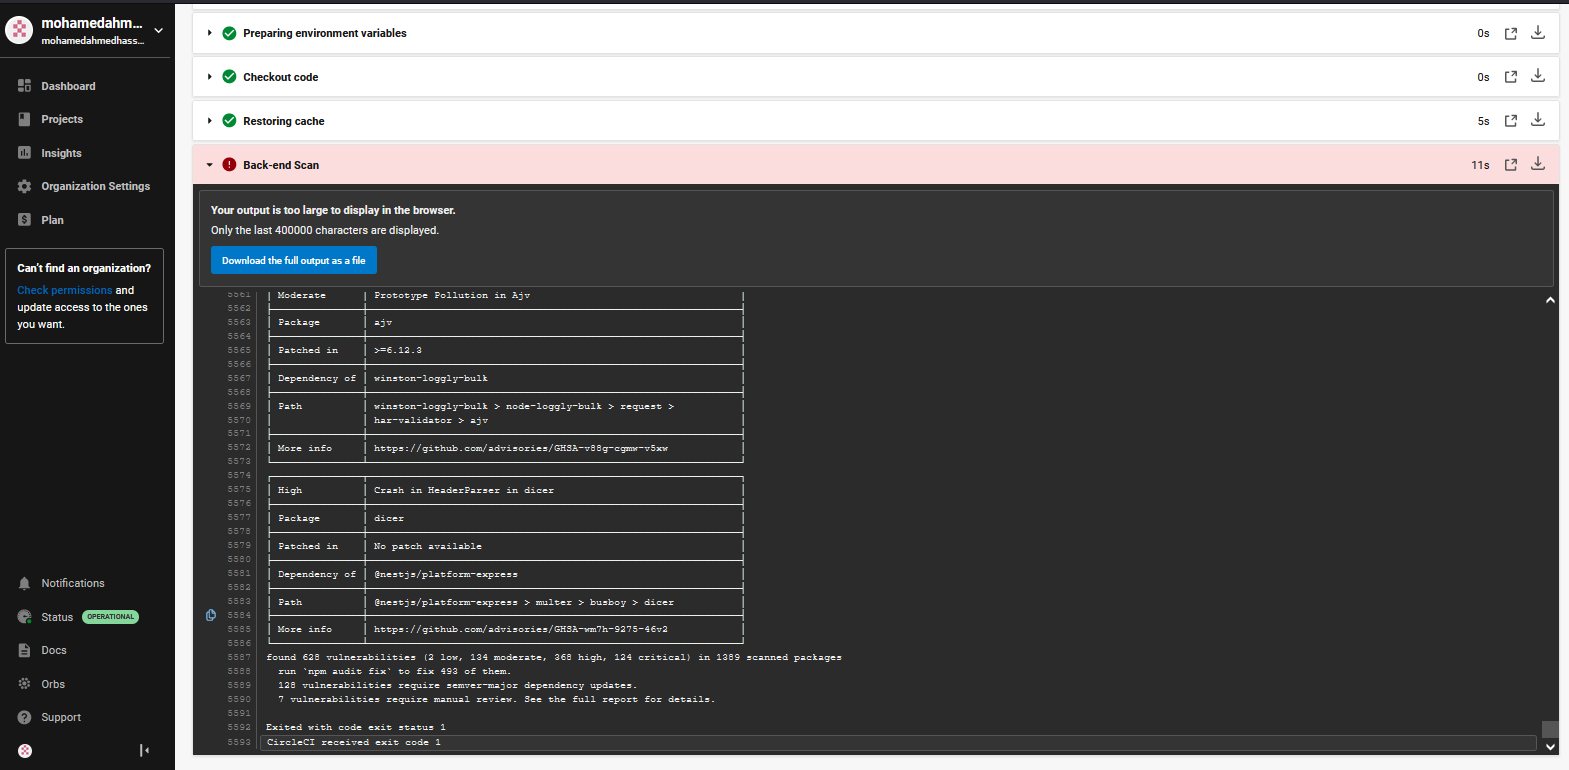 mohamedahm...
mohamedahmedhass...
Dashboard
Projects
Insights
Organization Settings
Plan
Can't find an organization?
Check permissions and
update access to the ones
you want.
Notifications
Status OPERATIONAL
Docs
Orbs
Support
Preparing environment variables 0s
Checkout code 0s
Restoring cache 5s
Back-end Scan 11s
Your output is too large to display in the browser.
Only the last 400000 characters are displayed.
Download the full output as a file
5561 Moderate Prototype Pollution in Ajv
5562
5563 Package ajv
5564
5565 Patched in >=6.12.3
5566
5567 Dependency of winston-loggly-bulk
5568
5569 Path winston-loggly-bulk > node-loggly-bulk > request >
5570 har-validator > ajv
5571
5572 More info https://github.com/advisories/GHSA-v88g-cgmw-v5xw
5573
5574
5575 High Crash in HeaderParser in dicer
5576
5577 Package dicer
5578
5579 Patched in No patch available
5580
5581 Dependency of @nestjs/platform-express
5582
5583 Path @nestjs/platform-express > multer > busboy > dicer
5584
5585 More info https://github.com/advisories/GHSA-wm7h-9275-46v2
5586
5587 found 628 vulnerabilities (2 low, 134 moderate, 368 high, 124 critical) in 1389 scanned packages
5588 run `npm audit fix` to fix 493 of them.
5589 128 vulnerabilities require semver-major dependency updates.
5590 7 vulnerabilities require manual review. See the full report for details.
5591
5592 Exited with code exit status 1
5593 CircleCI received exit code 1